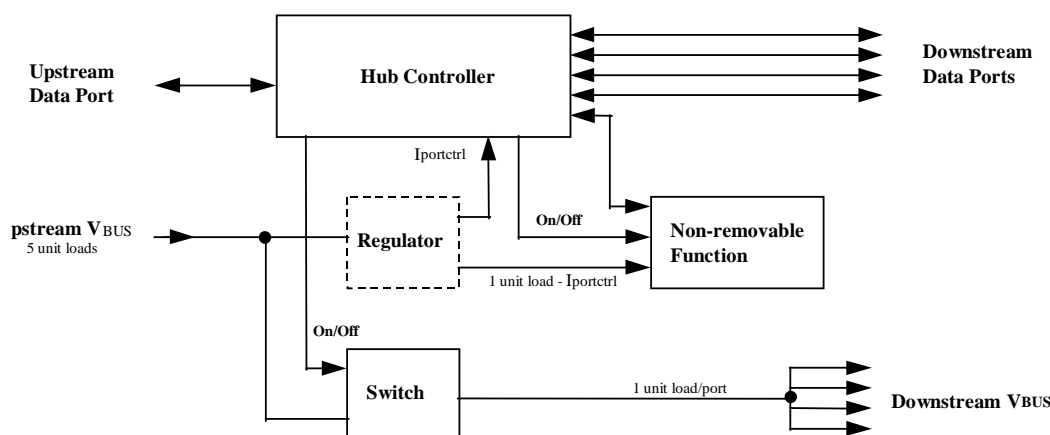 Upstream
Data Port
Hub Controller
Downstream
Data Ports
Iportctrl
pstream VBUS
5 unit loads
Regulator
On/Off
Non-removable
Function
1 unit load - Iportctrl
On/Off
Switch
1 unit load/port
Downstream VBUS